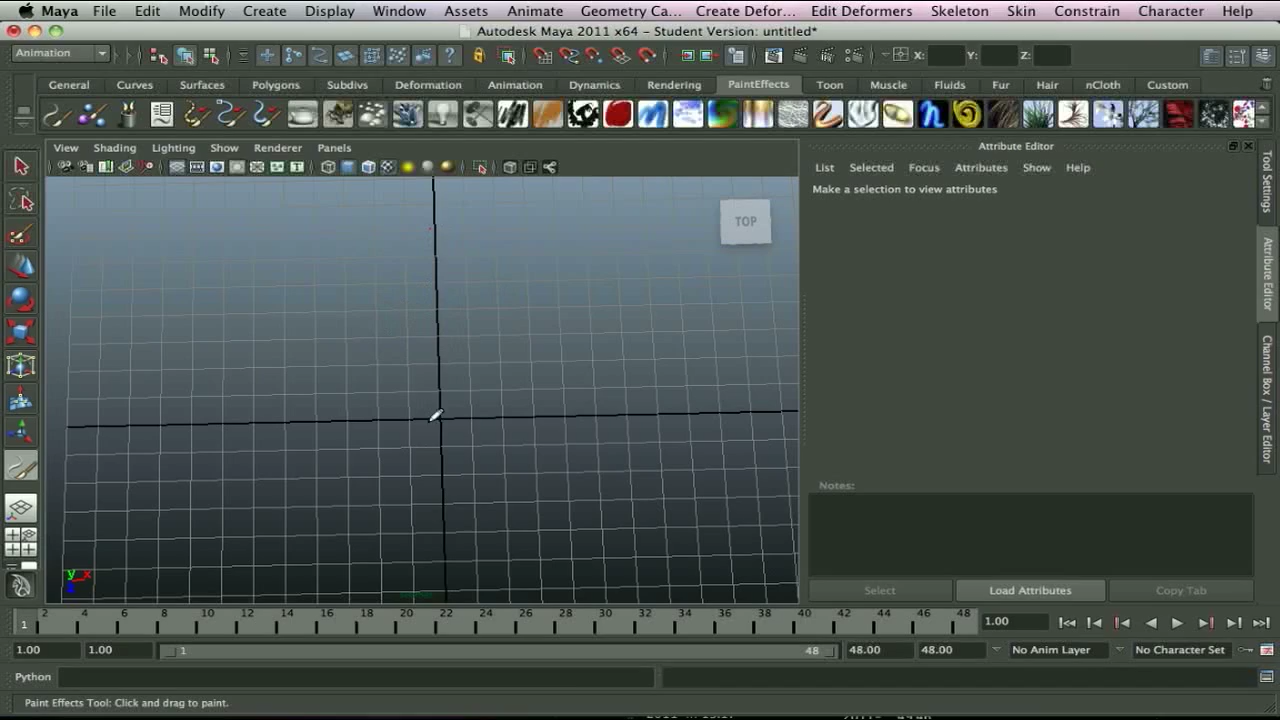 Maya File Edit Modify Create Display Window Assets Animate Geometry Ca... Create Defor... Edit Deformers Skeleton Skin Constrain Character Help
Autodesk Maya 2011 x64 - Student Version: untitled*
Animation X: Y: Z:
General Curves Surfaces Polygons Subdivs Deformation Animation Dynamics Rendering PaintEffects Toon Muscle Fluids Fur Hair nCloth Custom
View Shading Lighting Show Renderer Panels
Attribute Editor
List Selected Focus Attributes Show Help
Make a selection to view attributes
TOP
Tool Settings
Attribute Editor
Channel Box / Layer Editor
Notes:
y x
Select Load Attributes Copy Tab
1 2 4 6 8 10 12 14 16 18 20 22 24 26 28 30 32 34 36 38 40 42 44 46 48 1.00
1.00 1.00 1 48 48.00 48.00 No Anim Layer No Character Set
Python
Paint Effects Tool: Click and drag to paint.